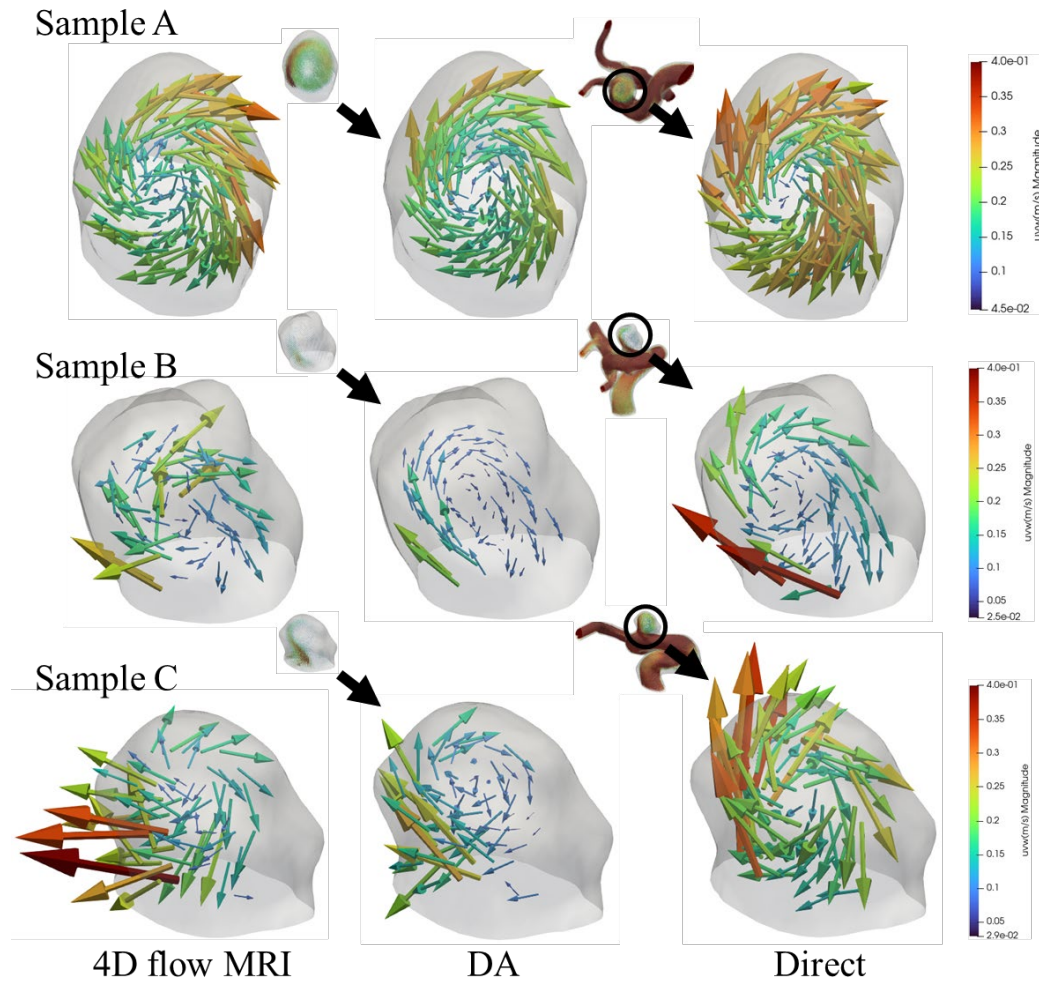 Sample A
4.0e-01
0.35
0.3
0.25
0.2
0.15
0.1
4.5e-02
uvw(m/s) Magnitude
Sample B
4.0e-01
0.35
0.3
0.25
0.2
0.15
0.1
0.05
2.5e-02
uvw(m/s) Magnitude
Sample C
4.0e-01
0.35
0.3
0.25
0.2
0.15
0.1
0.05
2.9e-02
uvw(m/s) Magnitude
4D flow MRI
DA
Direct